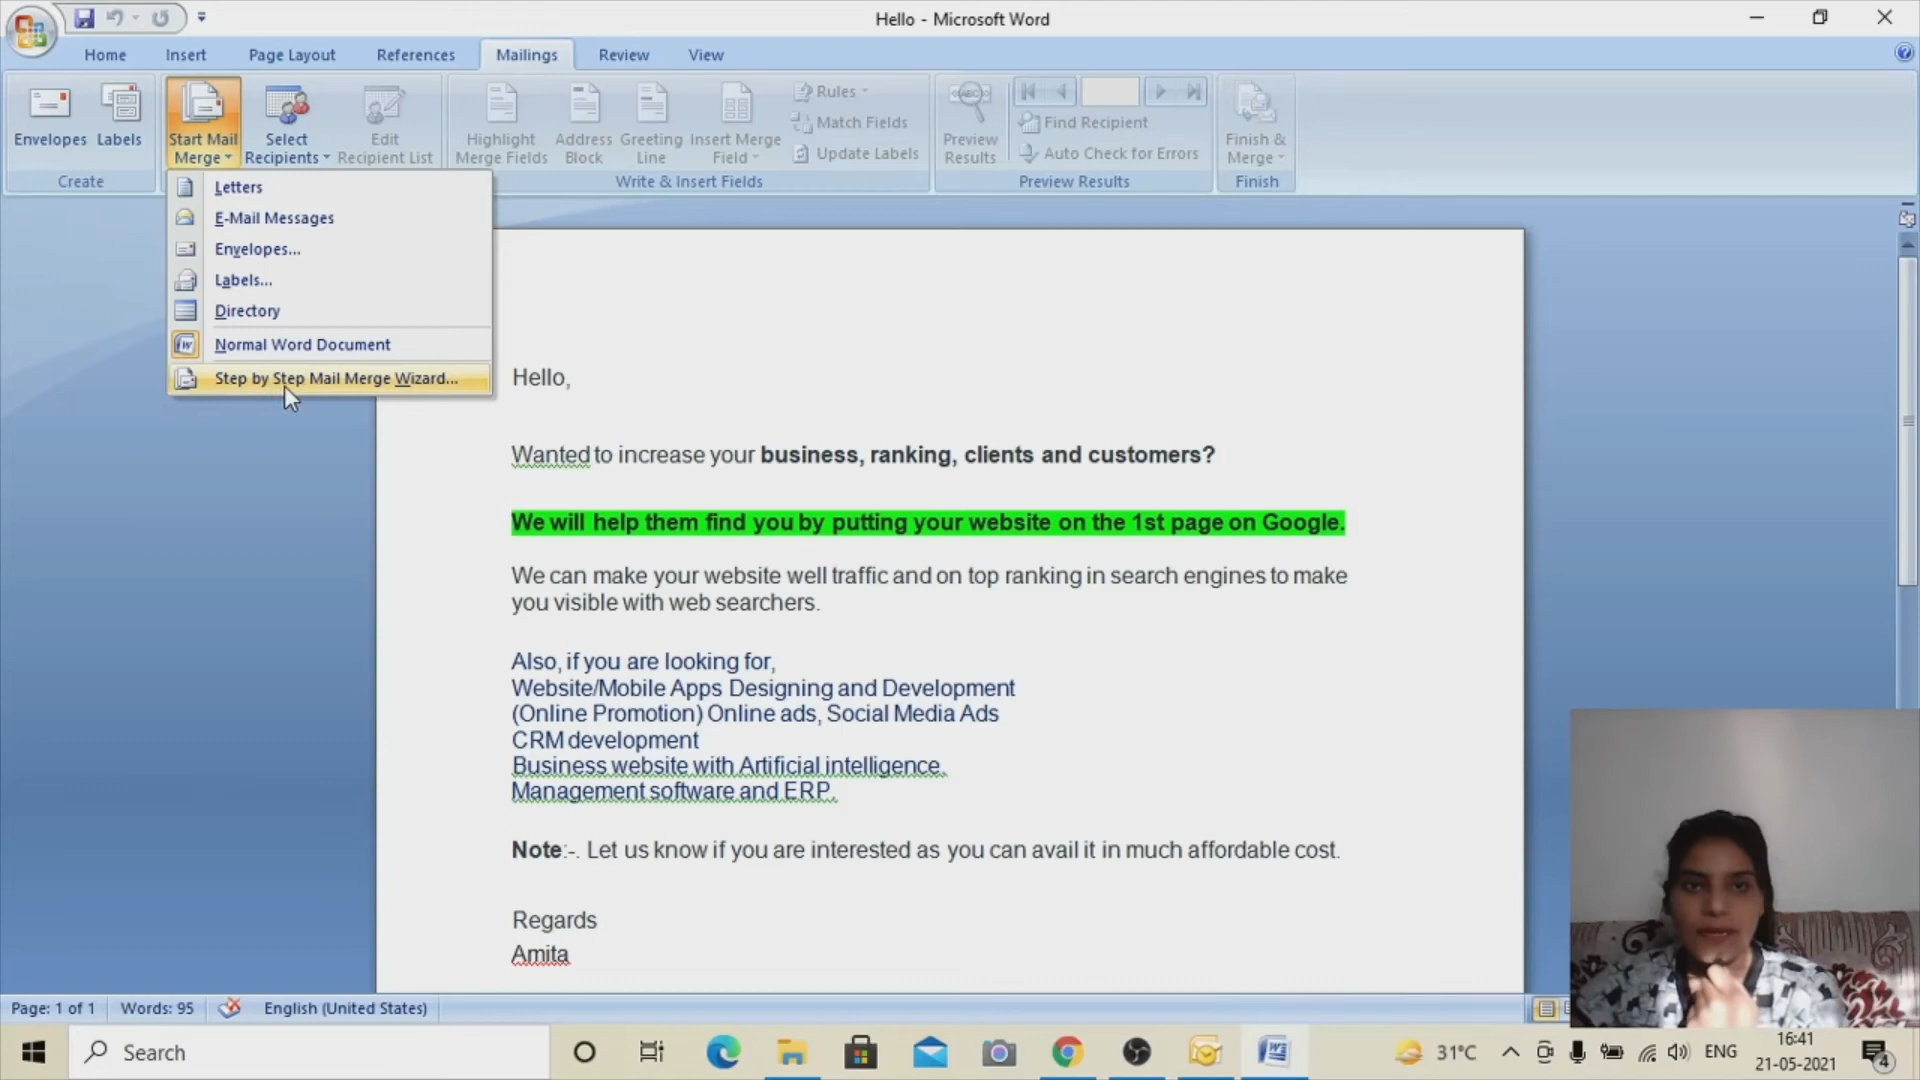 Hello - Microsoft Word
Home Insert Page Layout References Mailings Review View
Envelopes Labels
Create
Start Mail Merge
Select Recipients
Edit Recipient List
Highlight Merge Fields
Address Block
Greeting Line
Insert Merge Field
Rules
Match Fields
Update Labels
Write & Insert Fields
ABC
Preview Results
Find Recipient
Auto Check for Errors
Preview Results
Finish & Merge
Finish
Letters
E-Mail Messages
Envelopes...
Labels...
Directory
Normal Word Document
Step by Step Mail Merge Wizard...
Hello,
Wanted to increase your business, ranking, clients and customers?
We will help them find you by putting your website on the 1st page on Google.
We can make your website well traffic and on top ranking in search engines to make
you visible with web searchers.
Also, if you are looking for,
Website/Mobile Apps Designing and Development
(Online Promotion) Online ads, Social Media Ads
CRM development
Business website with Artificial intelligence.
Management software and ERP.
Note:-. Let us know if you are interested as you can avail it in much affordable cost.
Regards
Amita
Page: 1 of 1 Words: 95 English (United States)
Search
31°C ENG
16:41
21-05-2021
4